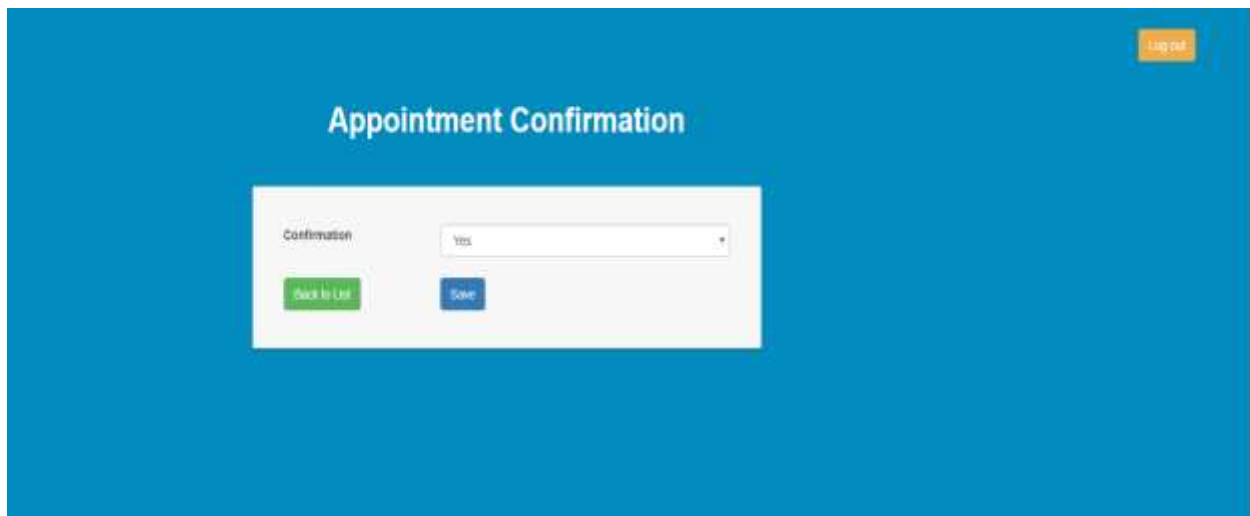 Log out
Appointment Confirmation
Confirmation
Yes
Back to List
Save